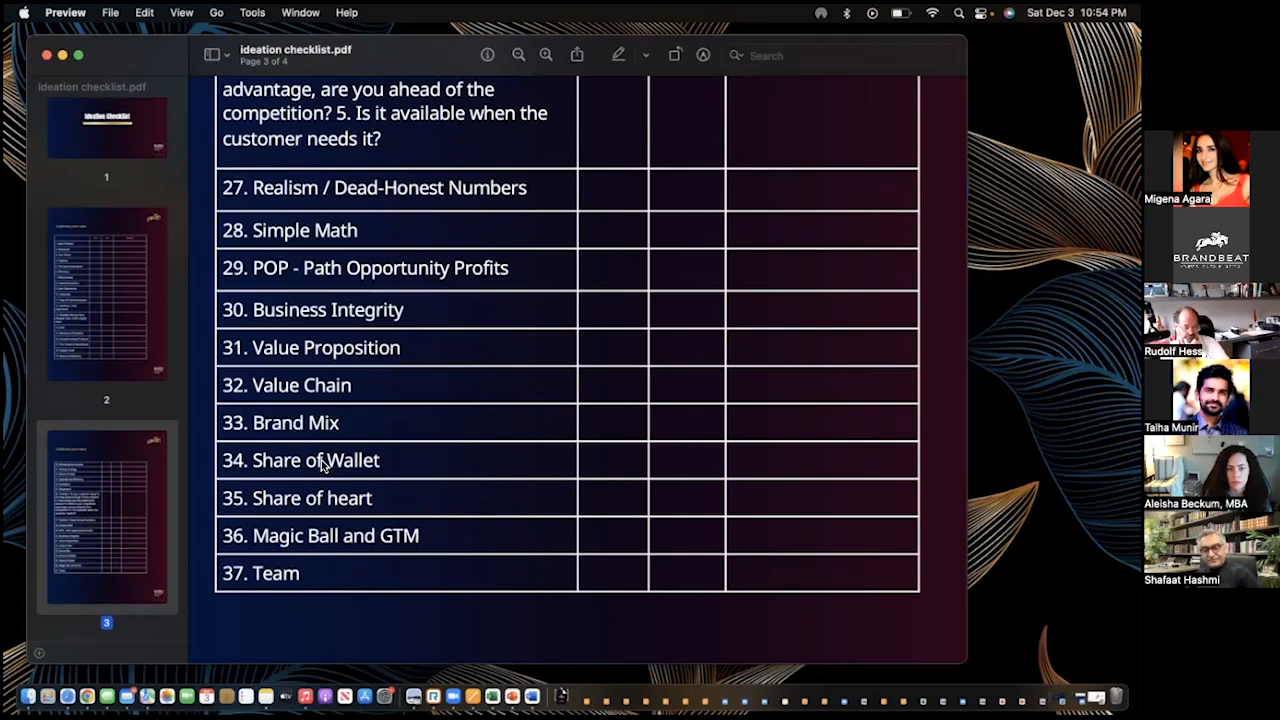 Preview File Edit View Go Tools Window Help Sat Dec 3 10:54 PM
ideation checklist.pdf
Page 3 of 4
Search
ideation checklist.pdf
Ideation Checklist
1
2
3
advantage, are you ahead of the
competition? 5. Is it available when the
customer needs it?
27. Realism / Dead-Honest Numbers
28. Simple Math
29. POP - Pain Opportunity Profits
30. Business Integrity
31. Value Proposition
32. Value Chain
33. Brand Mix
34. Share of Wallet
35. Share of hert
36. Magic Ball and GTM
37. Team
Migena Agaraj
BRANDBEAT
Rudolf Hess
Talha Munir
Aleisha Beckum, MBA
Shafaat Hashmi